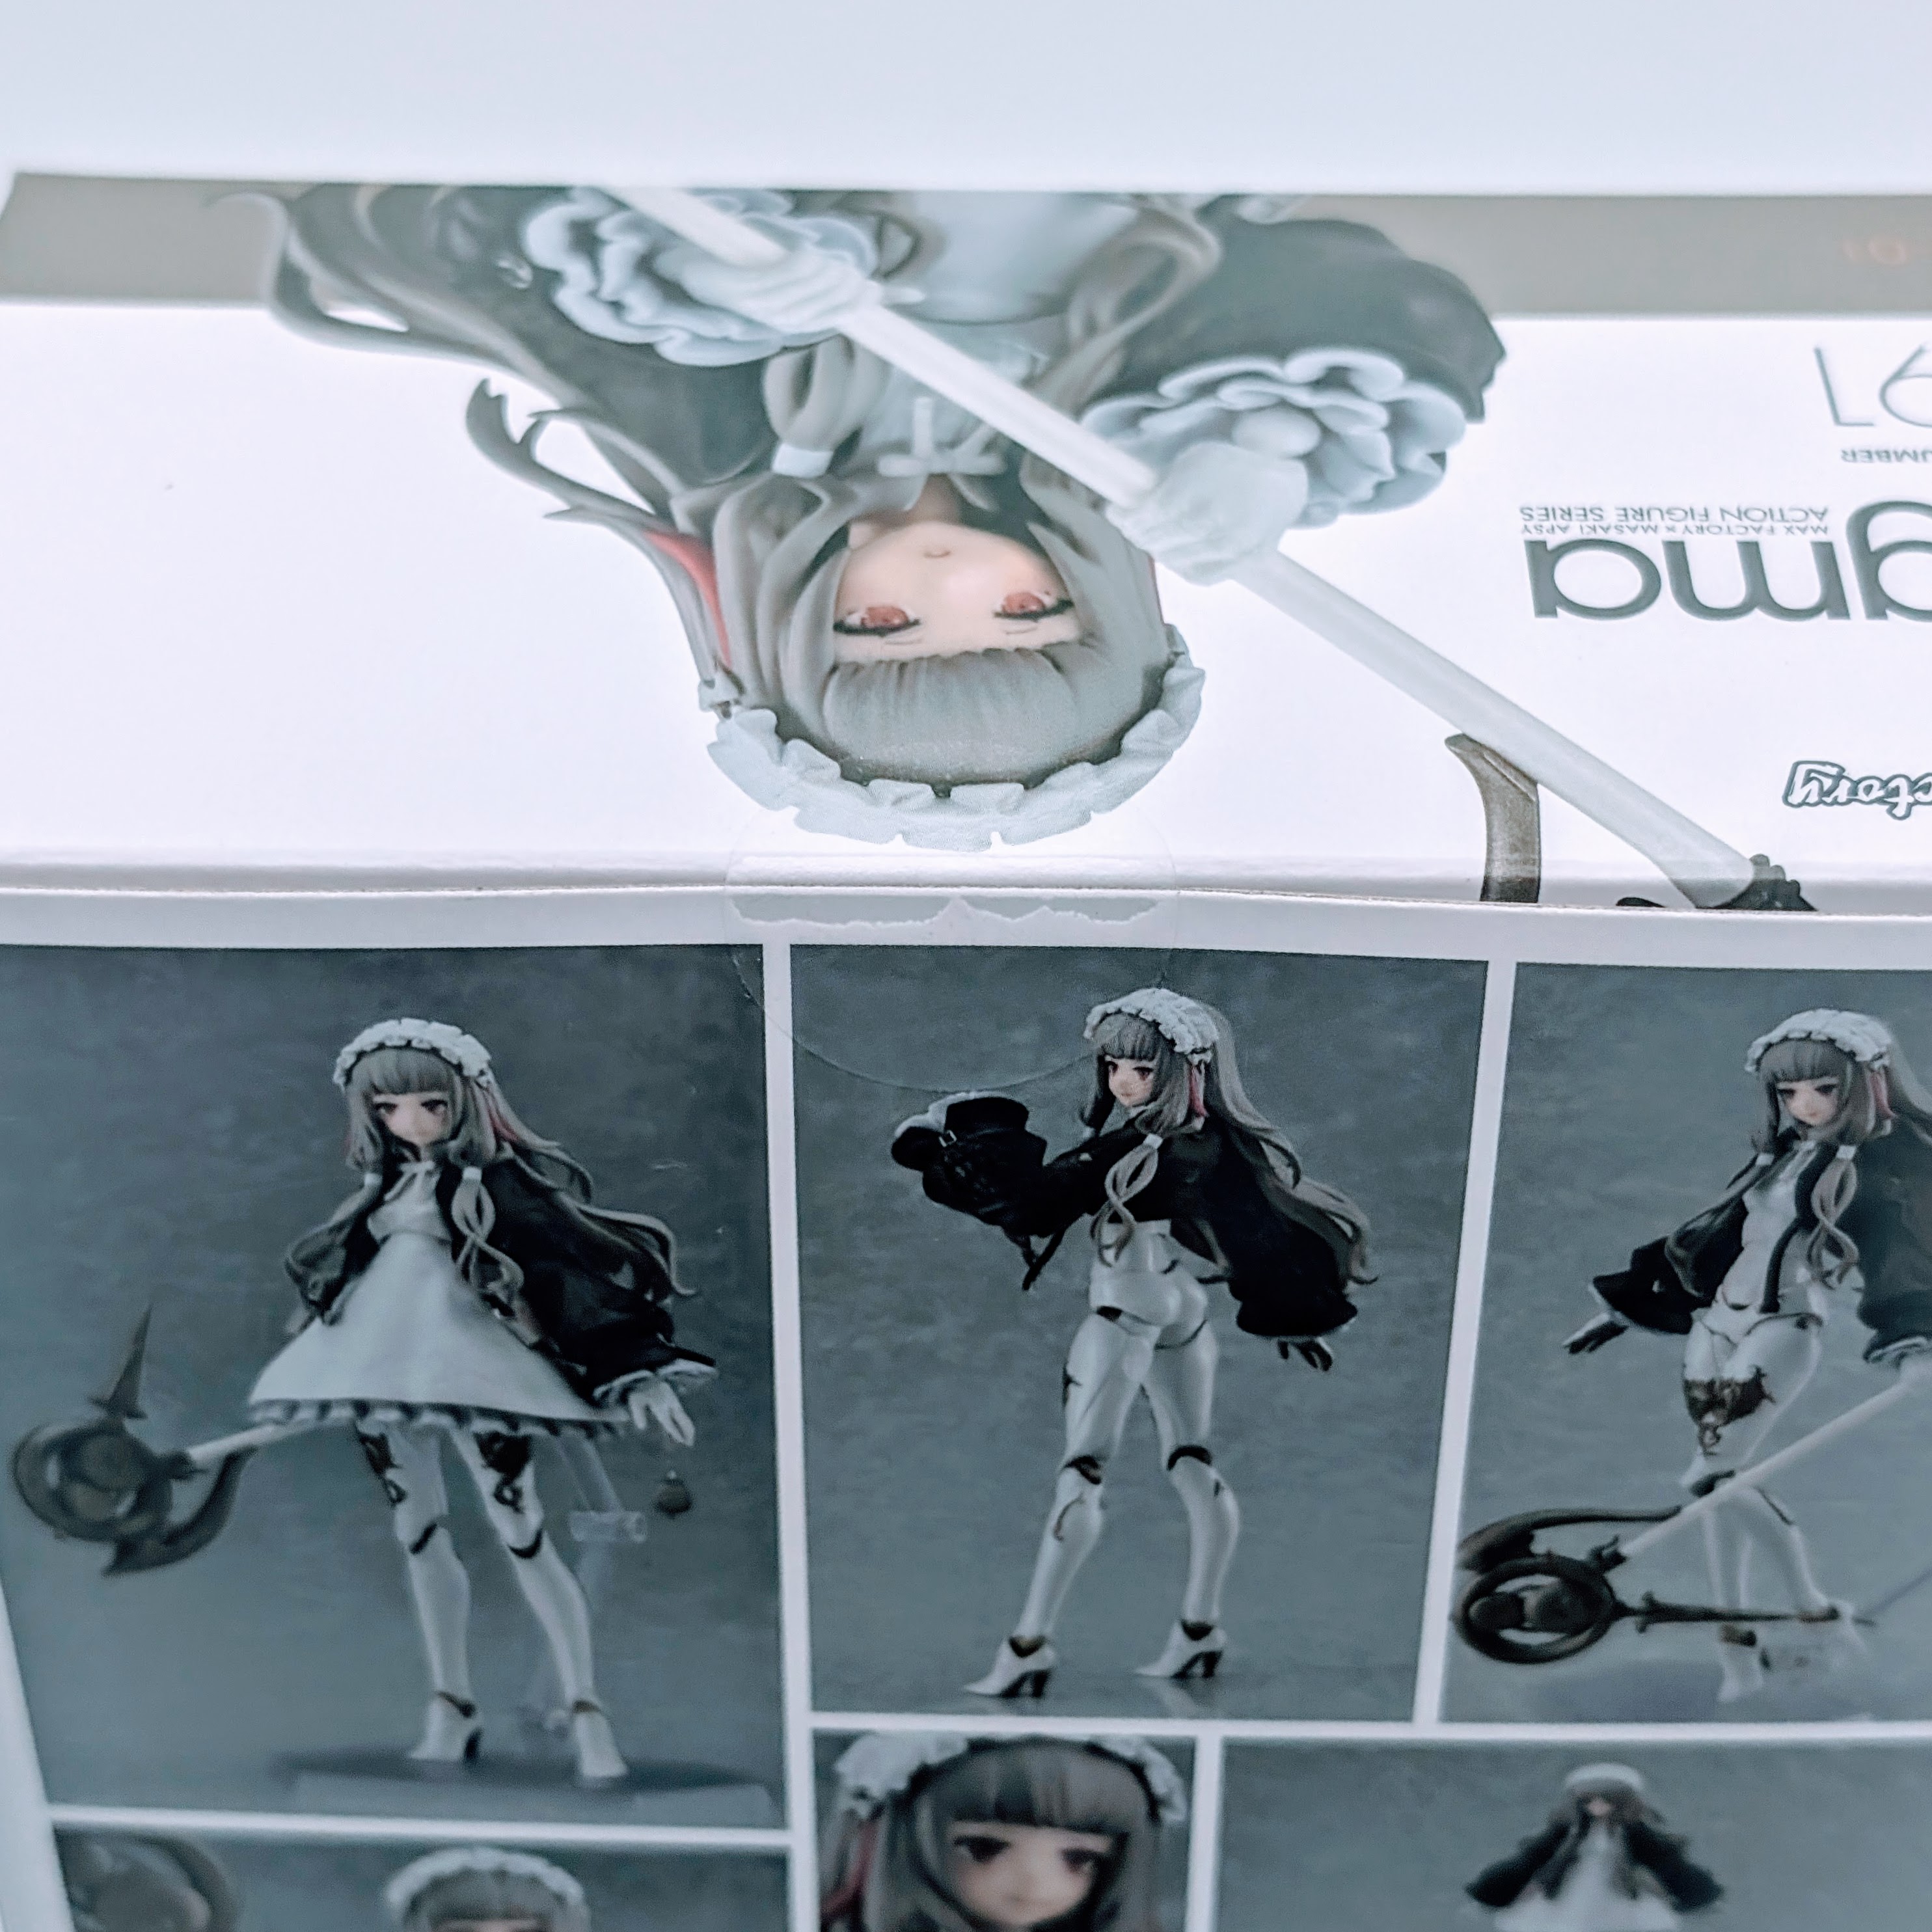 ctory
gma
MAX FACTORY × MASAKI APSY
ACTION FIGURE SERIES
UMBER